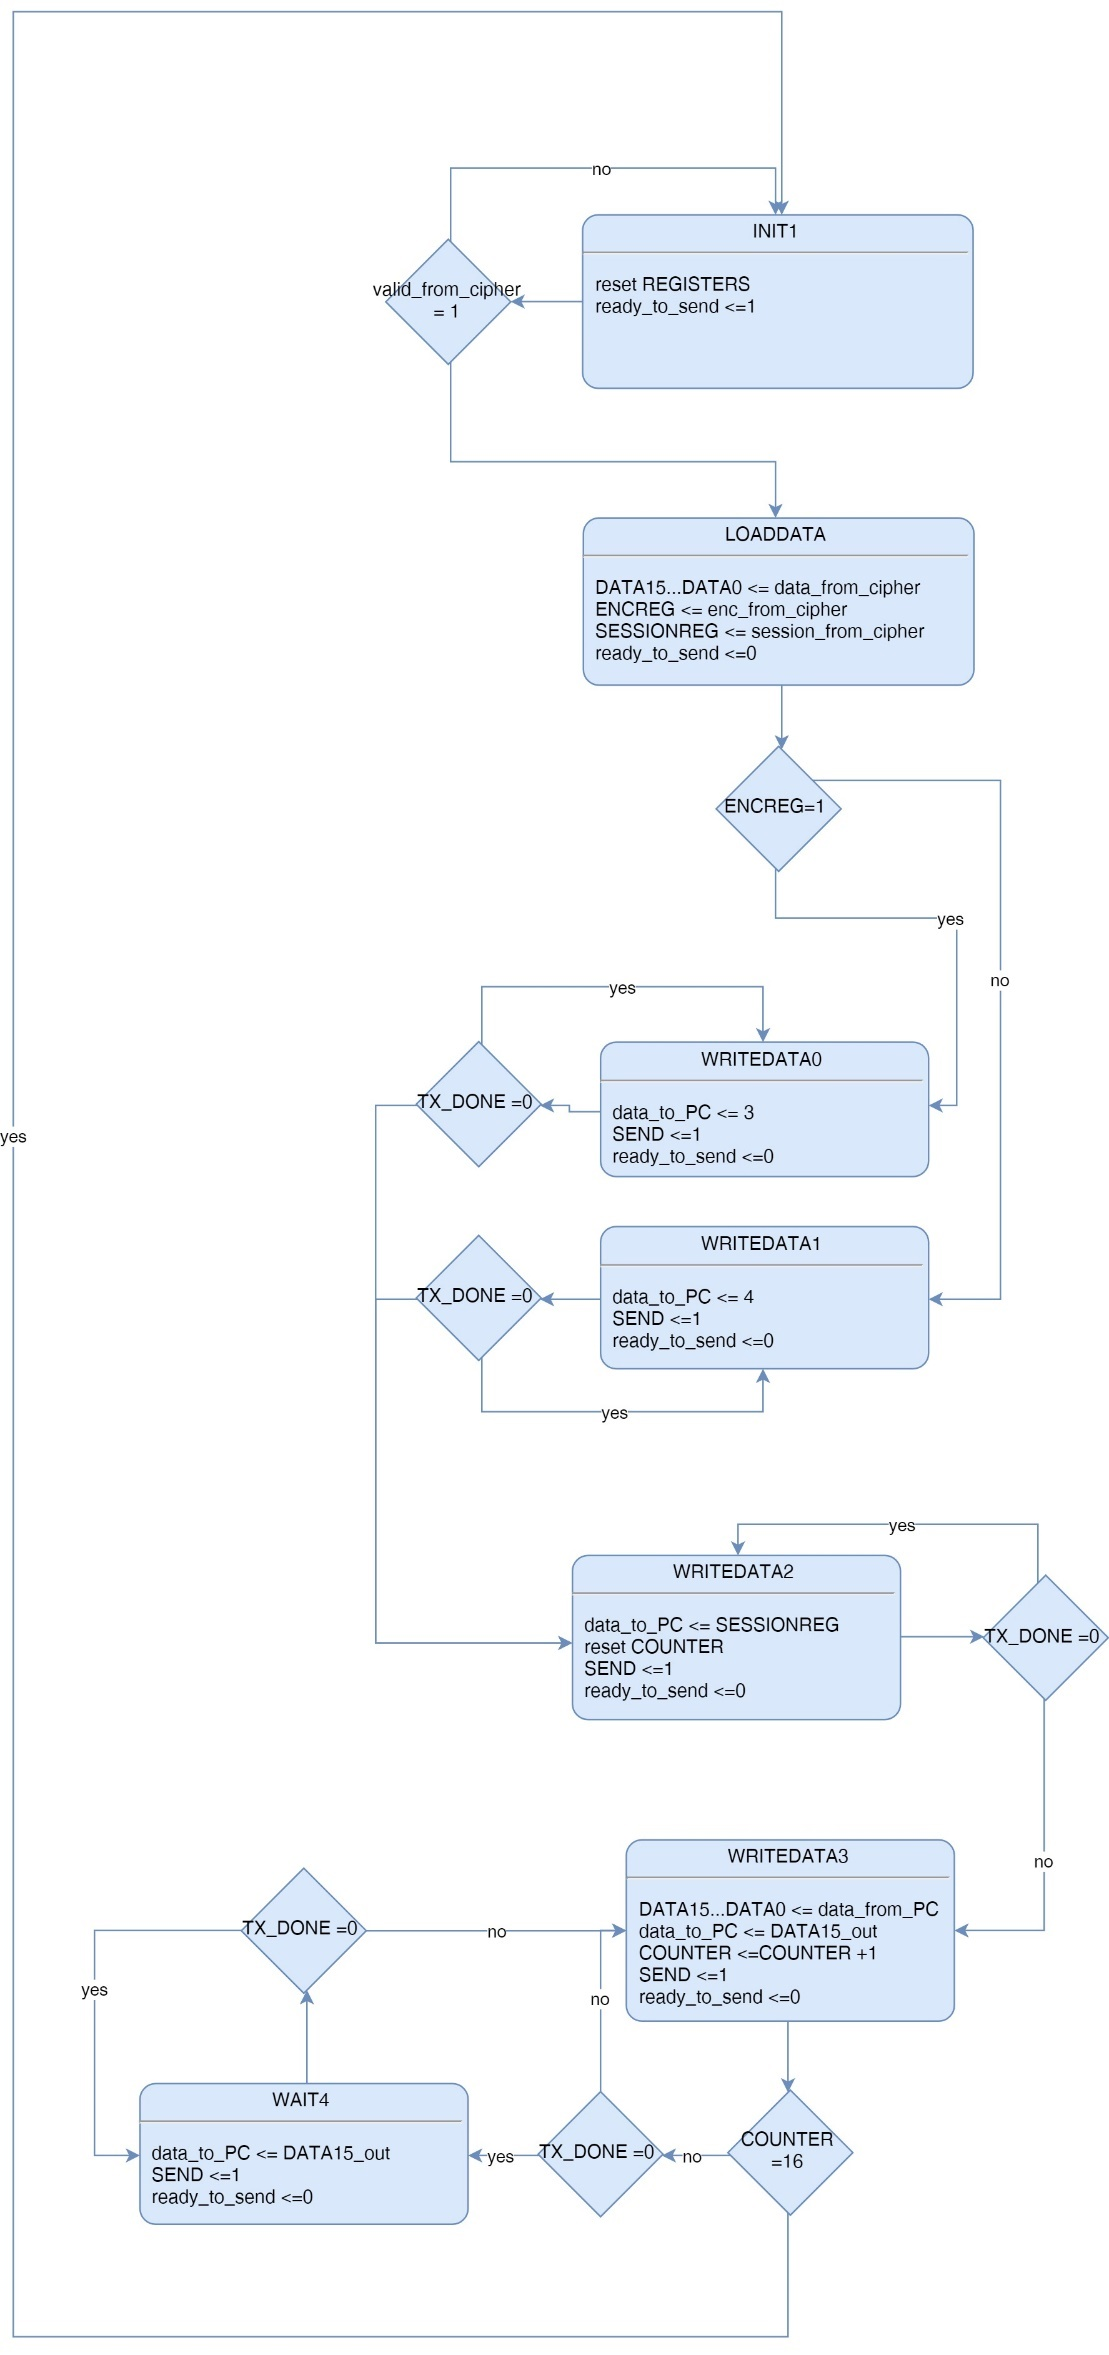 no
INIT1
reset REGISTERS
ready_to_send <=1
valid_from_cipher
= 1
LOADDATA
DATA15...DATA0 <= data_from_cipher
ENCREG <= enc_from_cipher
SESSIONREG <= session_from_cipher
ready_to_send <=0
ENCREG=1
yes
no
yes
WRITEDATA0
data_to_PC <= 3
SEND <=1
ready_to_send <=0
TX_DONE =0
yes
WRITEDATA1
data_to_PC <= 4
SEND <=1
ready_to_send <=0
TX_DONE =0
yes
yes
WRITEDATA2
data_to_PC <= SESSIONREG
reset COUNTER
SEND <=1
ready_to_send <=0
TX_DONE =0
no
WRITEDATA3
DATA15...DATA0 <= data_from_PC
data_to_PC <= DATA15_out
COUNTER <=COUNTER +1
SEND <=1
ready_to_send <=0
TX_DONE =0
no
yes
no
WAIT4
data_to_PC <= DATA15_out
SEND <=1
ready_to_send <=0
yes
TX_DONE =0
no
COUNTER
=16